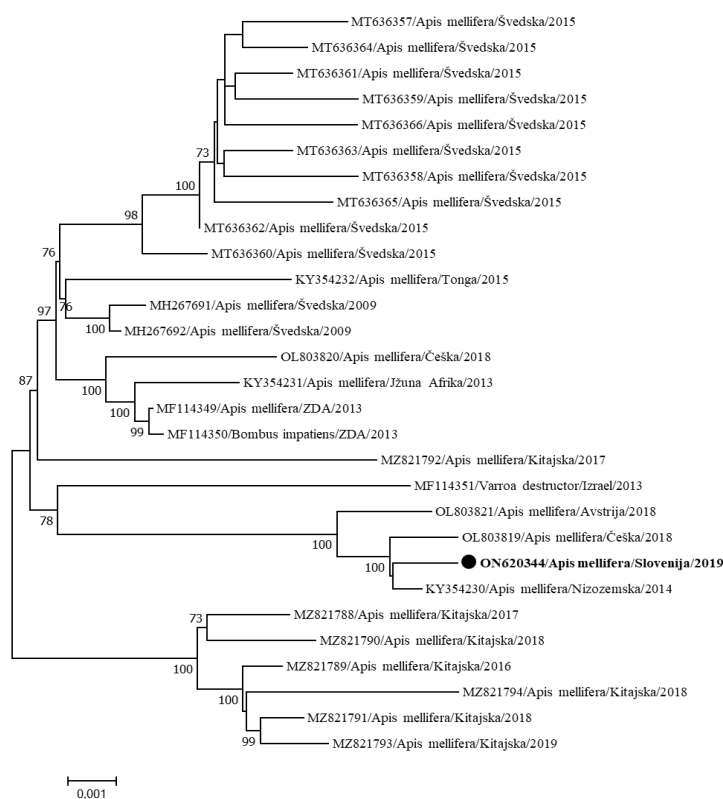 MT636357/Apis mellifera/Švedska/2015
MT636364/Apis mellifera/Švedska/2015
MT636361/Apis mellifera/Švedska/2015
MT636359/Apis mellifera/Švedska/2015
MT636366/Apis mellifera/Švedska/2015
MT636363/Apis mellifera/Švedska/2015
73
MT636358/Apis mellifera/Švedska/2015
100
MT636365/Apis mellifera/Švedska/2015
98
MT636362/Apis mellifera/Švedska/2015
MT636360/Apis mellifera/Švedska/2015
76
KY354232/Apis mellifera/Tonga/2015
76
MH267691/Apis mellifera/Švedska/2009
97
100
MH267692/Apis mellifera/Švedska/2009
OL803820/Apis mellifera/Češka/2018
87
100
KY354231/Apis mellifera/Jžuna Afrika/2013
100
MF114349/Apis mellifera/ZDA/2013
99
MF114350/Bombus impatiens/ZDA/2013
MZ821792/Apis mellifera/Kitajska/2017
MF114351/Varroa destructor/Izrael/2013
78
OL803821/Apis mellifera/Avstrija/2018
100
OL803819/Apis mellifera/Češka/2018
100
ON620344/Apis mellifera/Slovenija/2019
KY354230/Apis mellifera/Nizozemska/2014
73
MZ821788/Apis mellifera/Kitajska/2017
MZ821790/Apis mellifera/Kitajska/2018
100
MZ821789/Apis mellifera/Kitajska/2016
100
MZ821794/Apis mellifera/Kitajska/2018
MZ821791/Apis mellifera/Kitajska/2018
99
MZ821793/Apis mellifera/Kitajska/2019
0,001